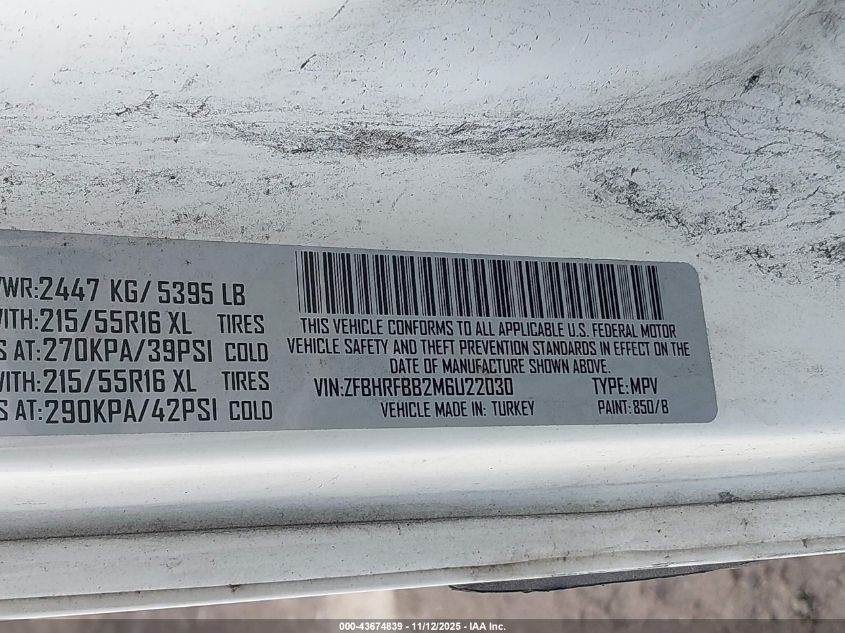 WR:2447 KG/ 5395 LB
ITH:215/55R16 XL TIRES
S AT:270KPA/39PSI COLD
ITH:215/55R16 XL TIRES
S AT:290KPA/42PSI COLD
THIS VEHICLE CONFORMS TO ALL APPLICABLE U.S. FEDERAL MOTOR
VEHICLE SAFETY AND THEFT PREVENTION STANDARDS IN EFFECT ON THE
DATE OF MANUFACTURE SHOWN ABOVE.
VIN:ZFBHRFBB2M6U22030 TYPE:MPV
VEHICLE MADE IN: TURKEY PAINT: 850/B
000-43674839 - 11/12/2025 - IAA Inc.